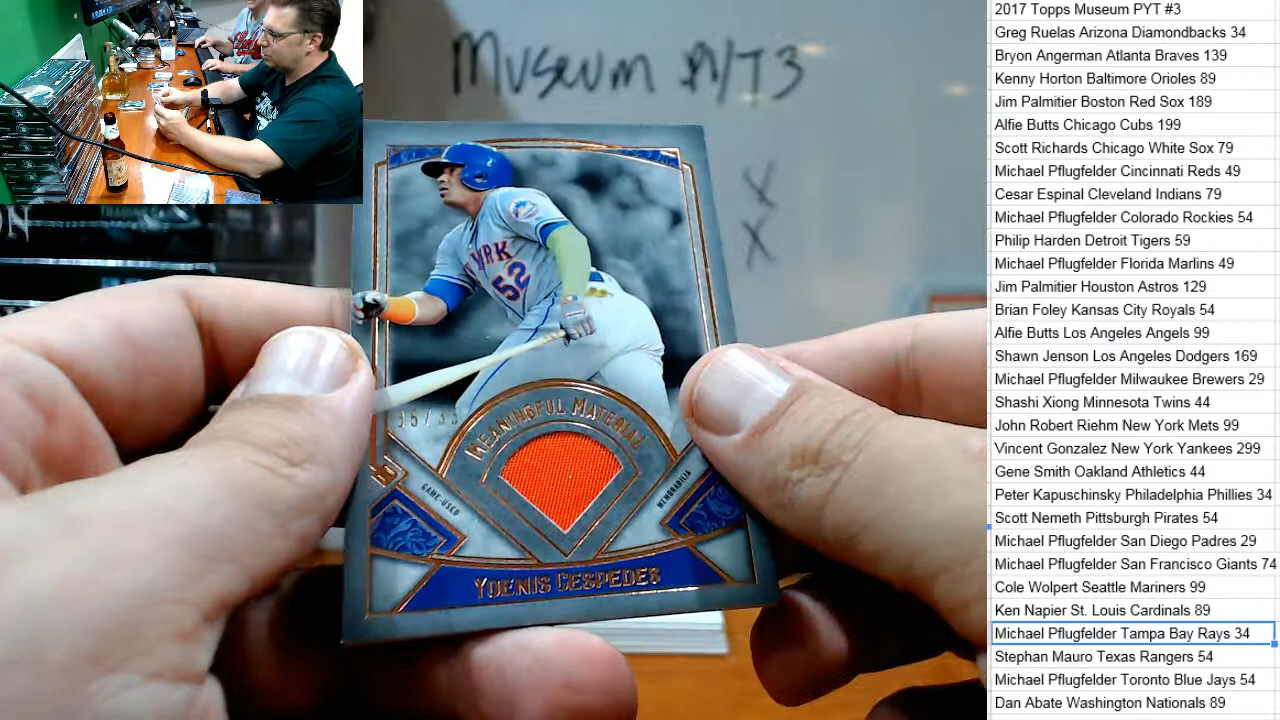 Museum PYT3
X
X
YORK
52
MEANINGFUL MATERIAL
GAME-USED
MEMORABILIA
YOENIS CESPEDES
2017 Topps Museum PYT #3
Greg Ruelas Arizona Diamondbacks 34
Bryon Angerman Atlanta Braves 139
Kenny Horton Baltimore Orioles 89
Jim Palmitier Boston Red Sox 189
Alfie Butts Chicago Cubs 199
Scott Richards Chicago White Sox 79
Michael Pflugfelder Cincinnati Reds 49
Cesar Espinal Cleveland Indians 79
Michael Pflugfelder Colorado Rockies 54
Philip Harden Detroit Tigers 59
Michael Pflugfelder Florida Marlins 49
Jim Palmitier Houston Astros 129
Brian Foley Kansas City Royals 54
Alfie Butts Los Angeles Angels 99
Shawn Jenson Los Angeles Dodgers 169
Michael Pflugfelder Milwaukee Brewers 29
Shashi Xiong Minnesota Twins 44
John Robert Riehm New York Mets 99
Vincent Gonzalez New York Yankees 299
Gene Smith Oakland Athletics 44
Peter Kapuschinsky Philadelphia Phillies 34
Scott Nemeth Pittsburgh Pirates 54
Michael Pflugfelder San Diego Padres 29
Michael Pflugfelder San Francisco Giants 74
Cole Wolpert Seattle Mariners 99
Ken Napier St. Louis Cardinals 89
Michael Pflugfelder Tampa Bay Rays 34
Stephan Mauro Texas Rangers 54
Michael Pflugfelder Toronto Blue Jays 54
Dan Abate Washington Nationals 89